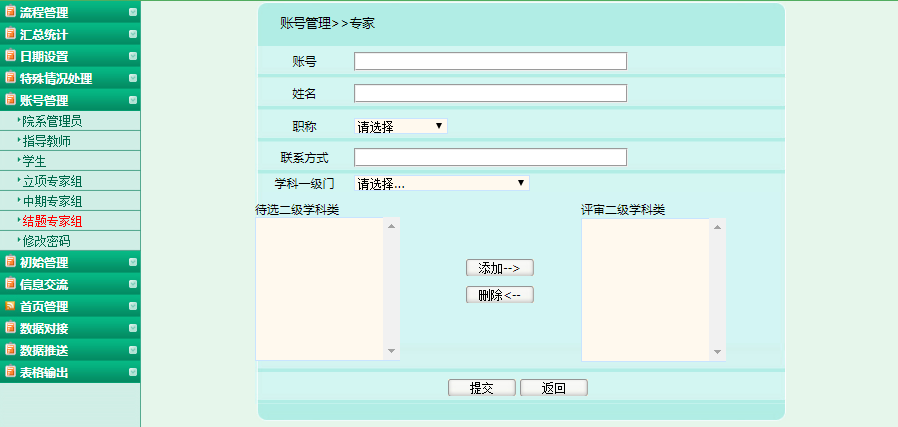 流程管理
汇总统计
日期设置
特殊情况处理
账号管理
院系管理员
指导教师
学生
立项专家组
中期专家组
结题专家组
修改密码
初始管理
信息交流
首页管理
数据对接
数据推送
表格输出
账号管理>>专家
账号
姓名
职称 请选择
联系方式
学科一级门 请选择...
待选二级学科类 评审二级学科类
添加-->
删除<--
提交 返回